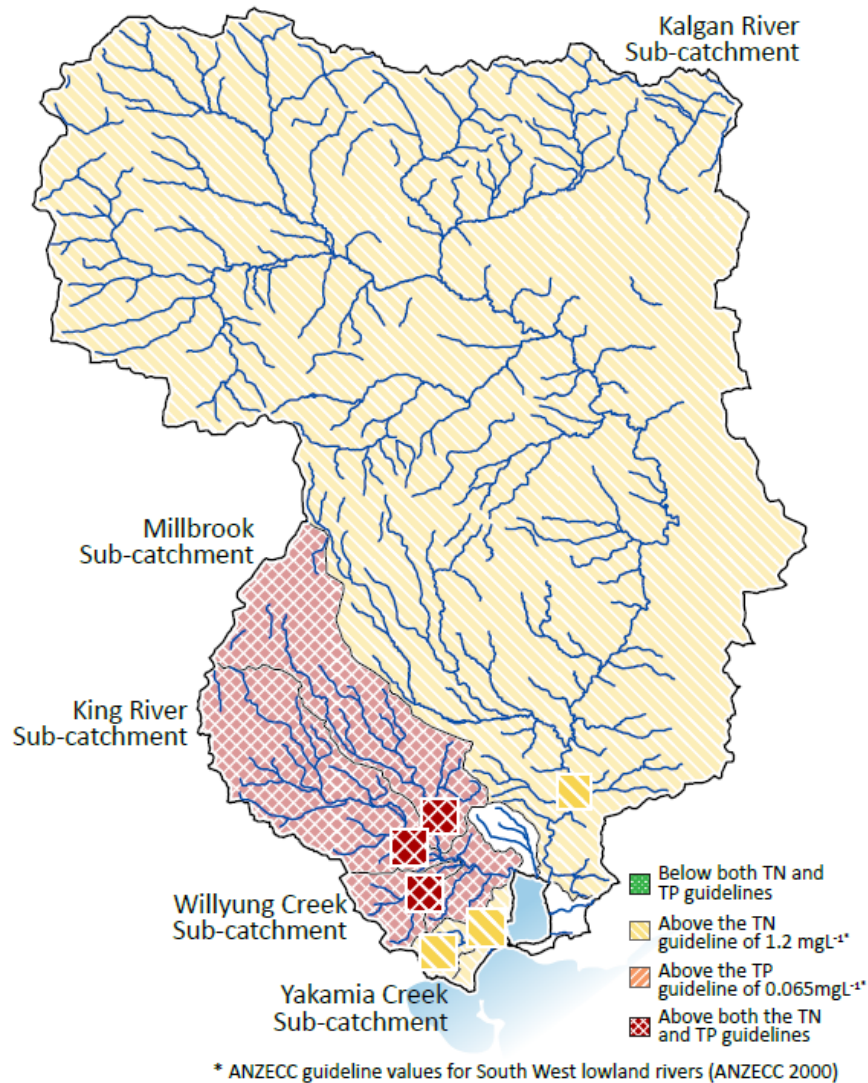 Kalgan River
Sub-catchment
Millbrook
Sub-catchment
King River
Sub-catchment
Willyung Creek
Sub-catchment
Yakamia Creek
Sub-catchment
Below both TN and
TP guidelines
Above the TN
guideline of 1.2 mgL⁻¹*
Above the TP
guideline of 0.065mgL⁻¹*
Above both the TN
and TP guidelines
* ANZECC guideline values for South West lowland rivers (ANZECC 2000)